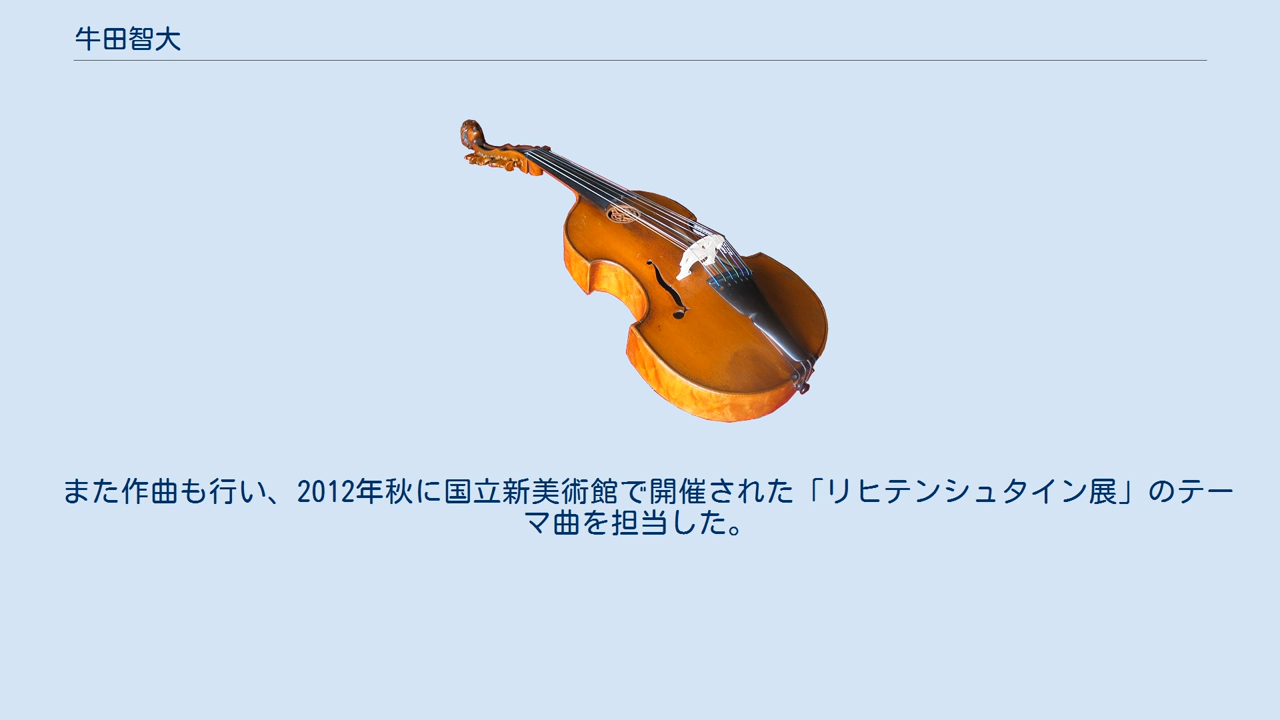 牛田智大
また作曲も行い、2012年秋に国立新美術館で開催された「リヒテンシュタイン展」のテー
マ曲を担当した。